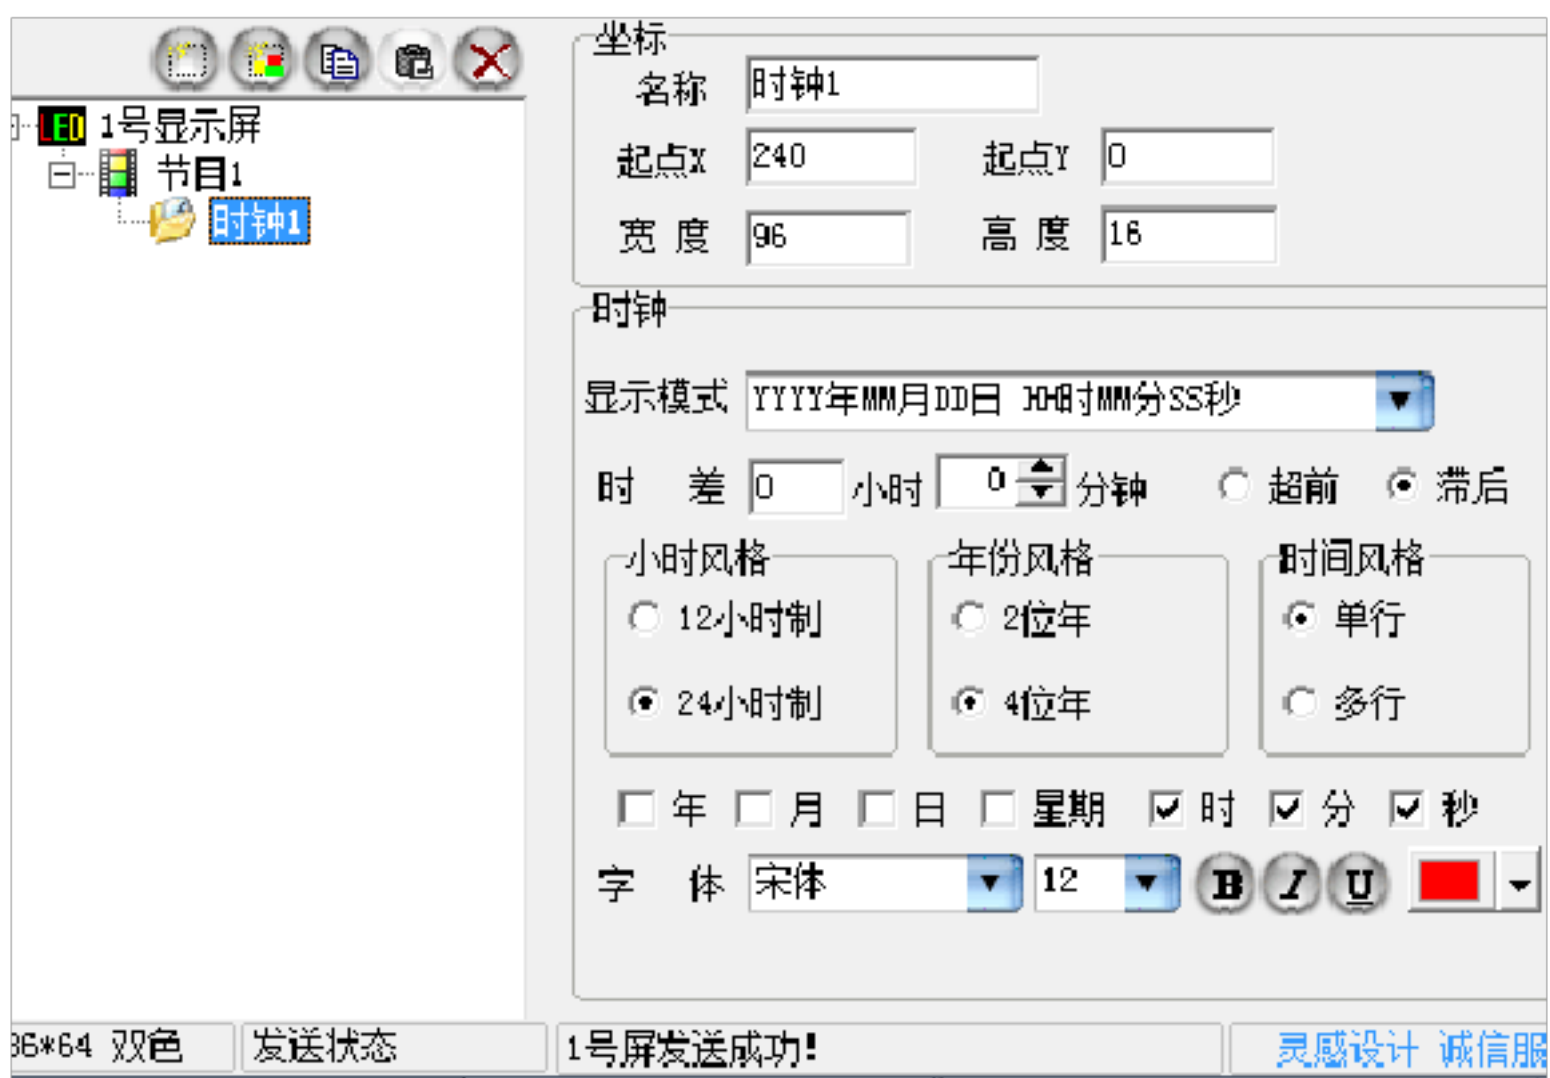 坐标
名称 时钟1
起点X 240 起点Y 0
宽度 96 高度 16
LED 1号显示屏
节目1
时钟1
时钟
显示模式 YYYY年MM月DD日 HH时MM分SS秒
时差 0 小时 0 分钟 超前 滞后
小时风格 年份风格 时间风格
12小时制 2位年 单行
24小时制 4位年 多行
年 月 日 星期 时 分 秒
字体 宋体 12 B I U
6*64 双色 发送状态 1号屏发送成功! 灵感设计 诚信服